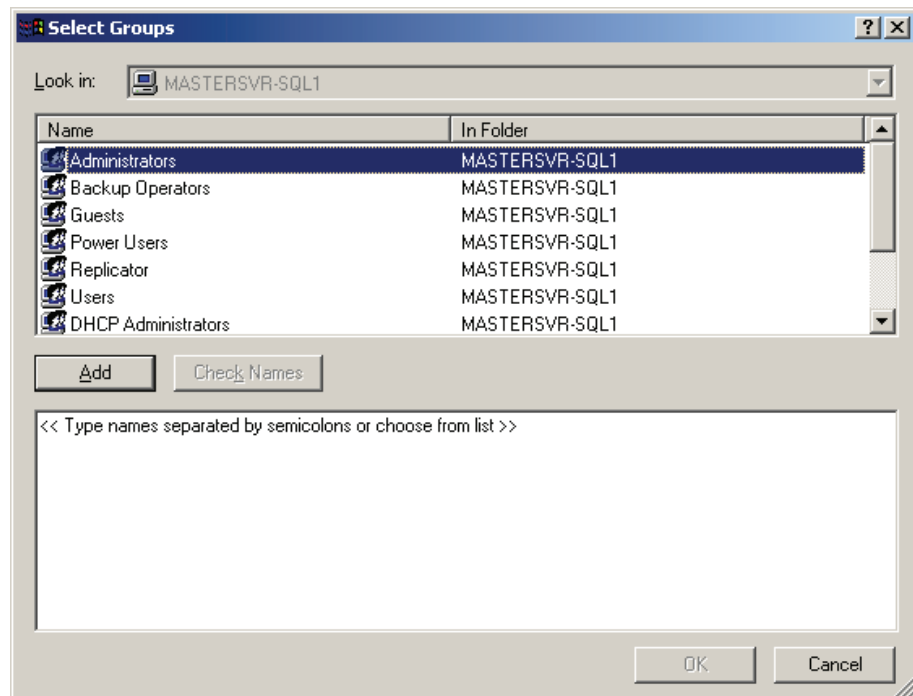 Select Groups
Look in: MASTERSVR-SQL1
Name In Folder
Administrators MASTERSVR-SQL1
Backup Operators MASTERSVR-SQL1
Guests MASTERSVR-SQL1
Power Users MASTERSVR-SQL1
Replicator MASTERSVR-SQL1
Users MASTERSVR-SQL1
DHCP Administrators MASTERSVR-SQL1
Add Check Names
<< Type names separated by semicolons or choose from list >>
OK Cancel